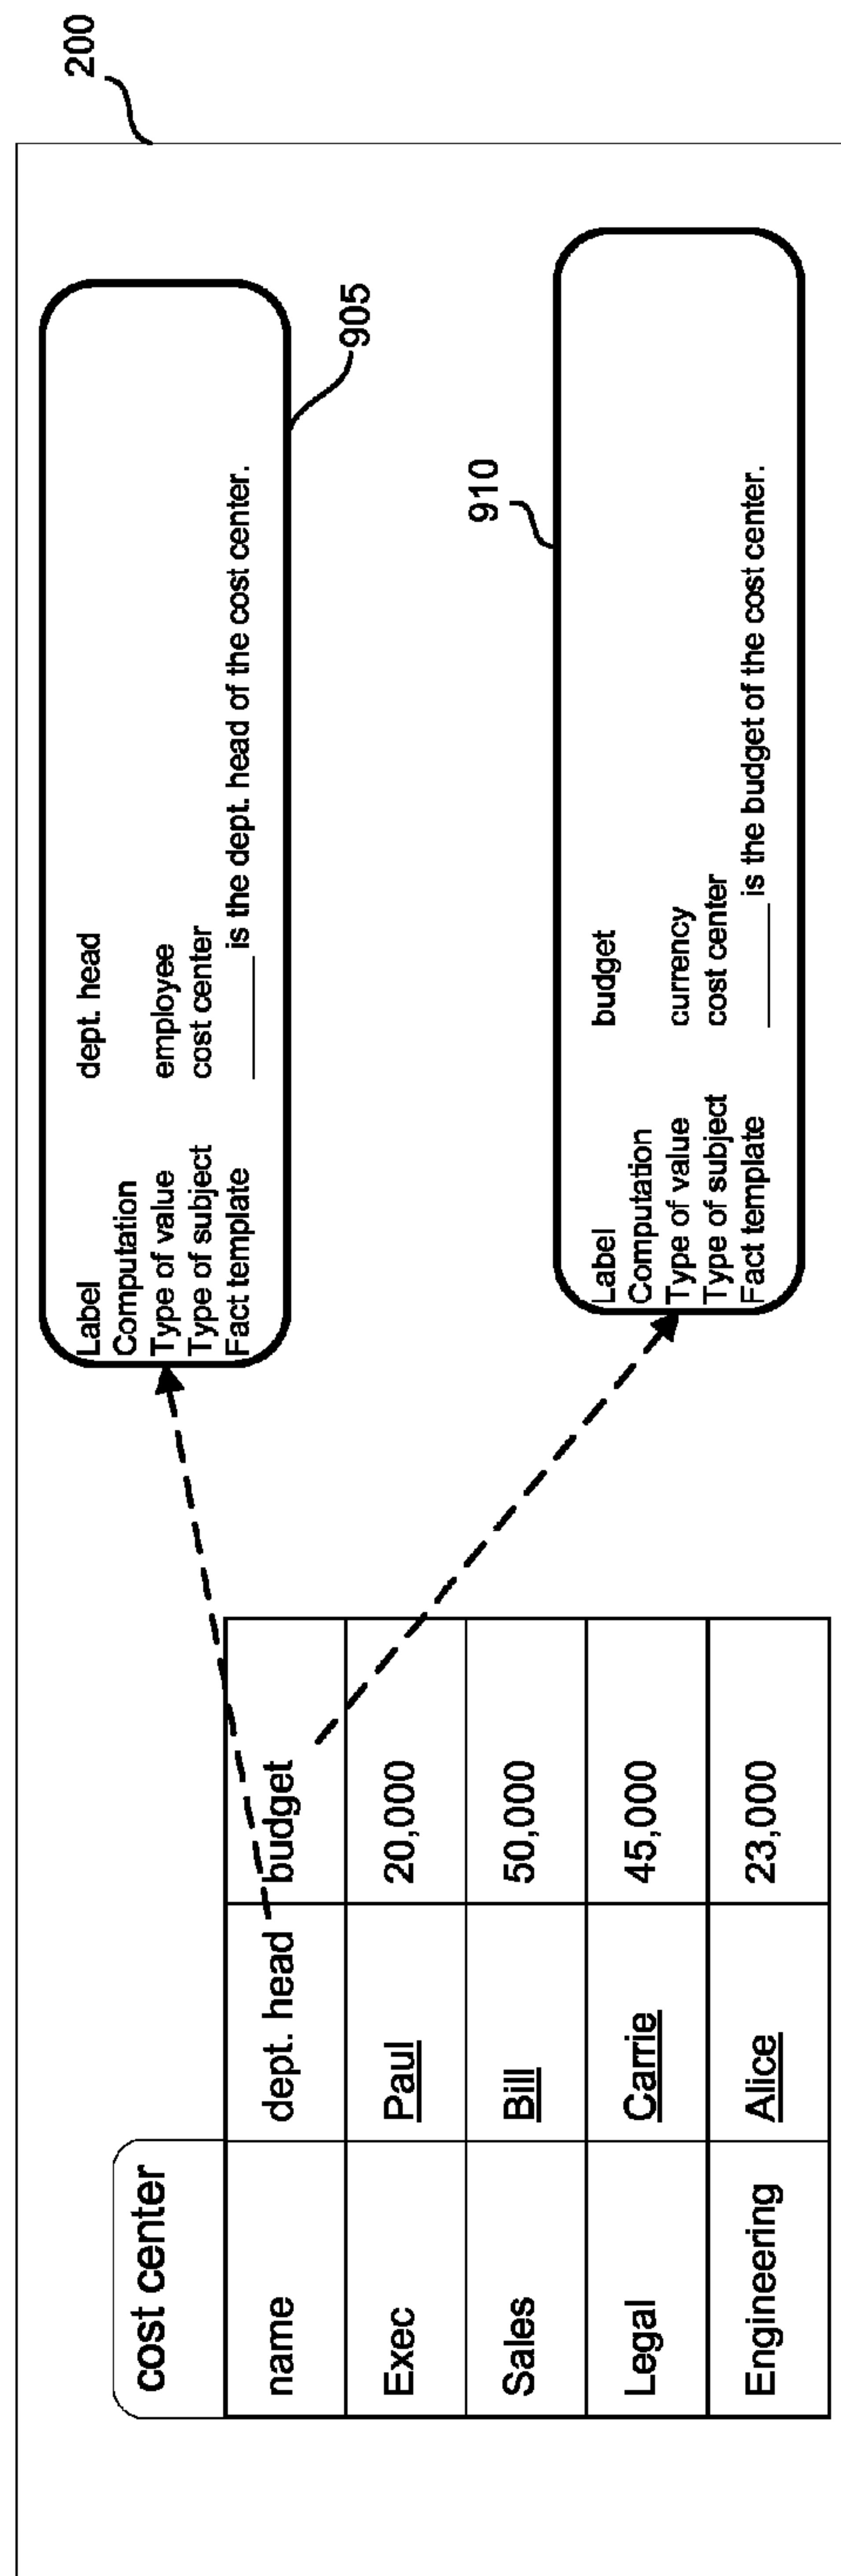 200
cost center
name dept. head budget
Exec Paul 20,000
Sales Bill 50,000
Legal Carrie 45,000
Engineering Alice 23,000
Label dept. head
Computation
Type of value employee
Type of subject cost center
Fact template _____ is the dept. head of the cost center.
905
910
Label budget
Computation
Type of value currency
Type of subject cost center
Fact template _____ is the budget of the cost center.